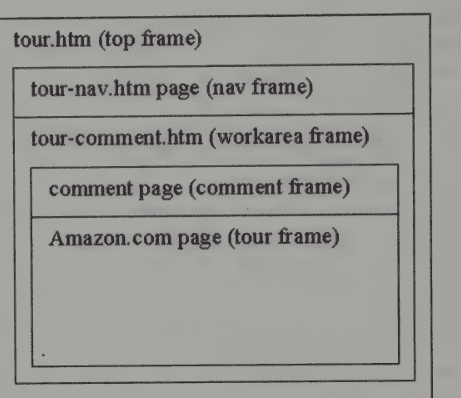 tour.htm (top frame)
tour-nav.htm page (nav frame)
tour-comment.htm (workarea frame)
comment page (comment frame)
Amazon.com page (tour frame)